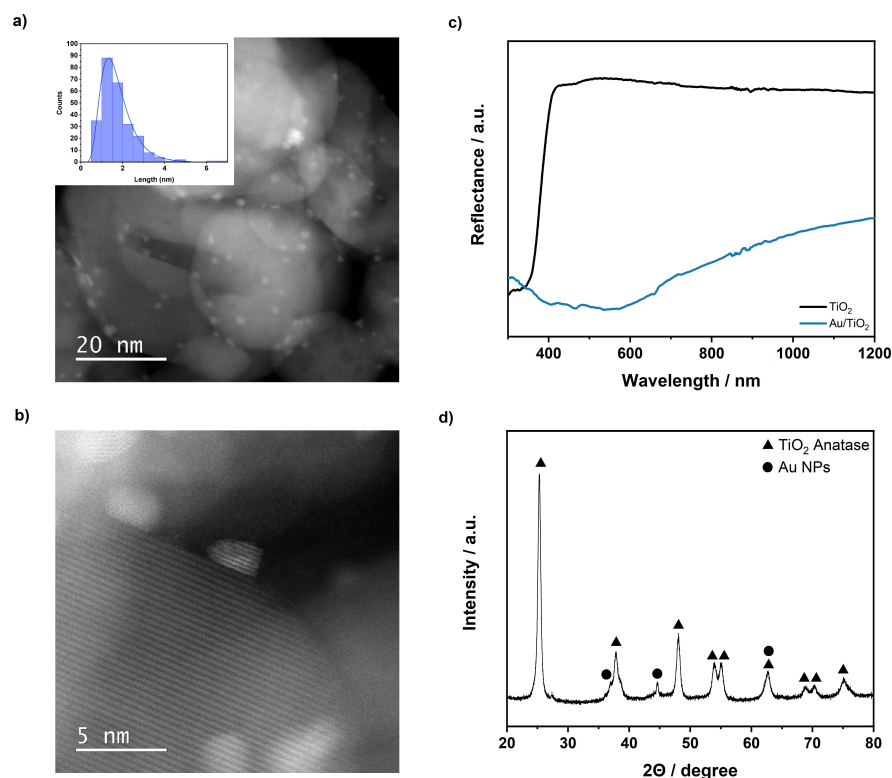 a)
100
90
80
70
60
50
40
30
20
10
0
Counts
0 2 4 6
Length (nm)
20 nm
b)
5 nm
c)
Reflectance / a.u.
TiO₂
Au/TiO₂
400 600 800 1000 1200
Wavelength / nm
d)
TiO₂ Anatase
Au NPs
Intensity / a.u.
20 30 40 50 60 70 80
2Θ / degree